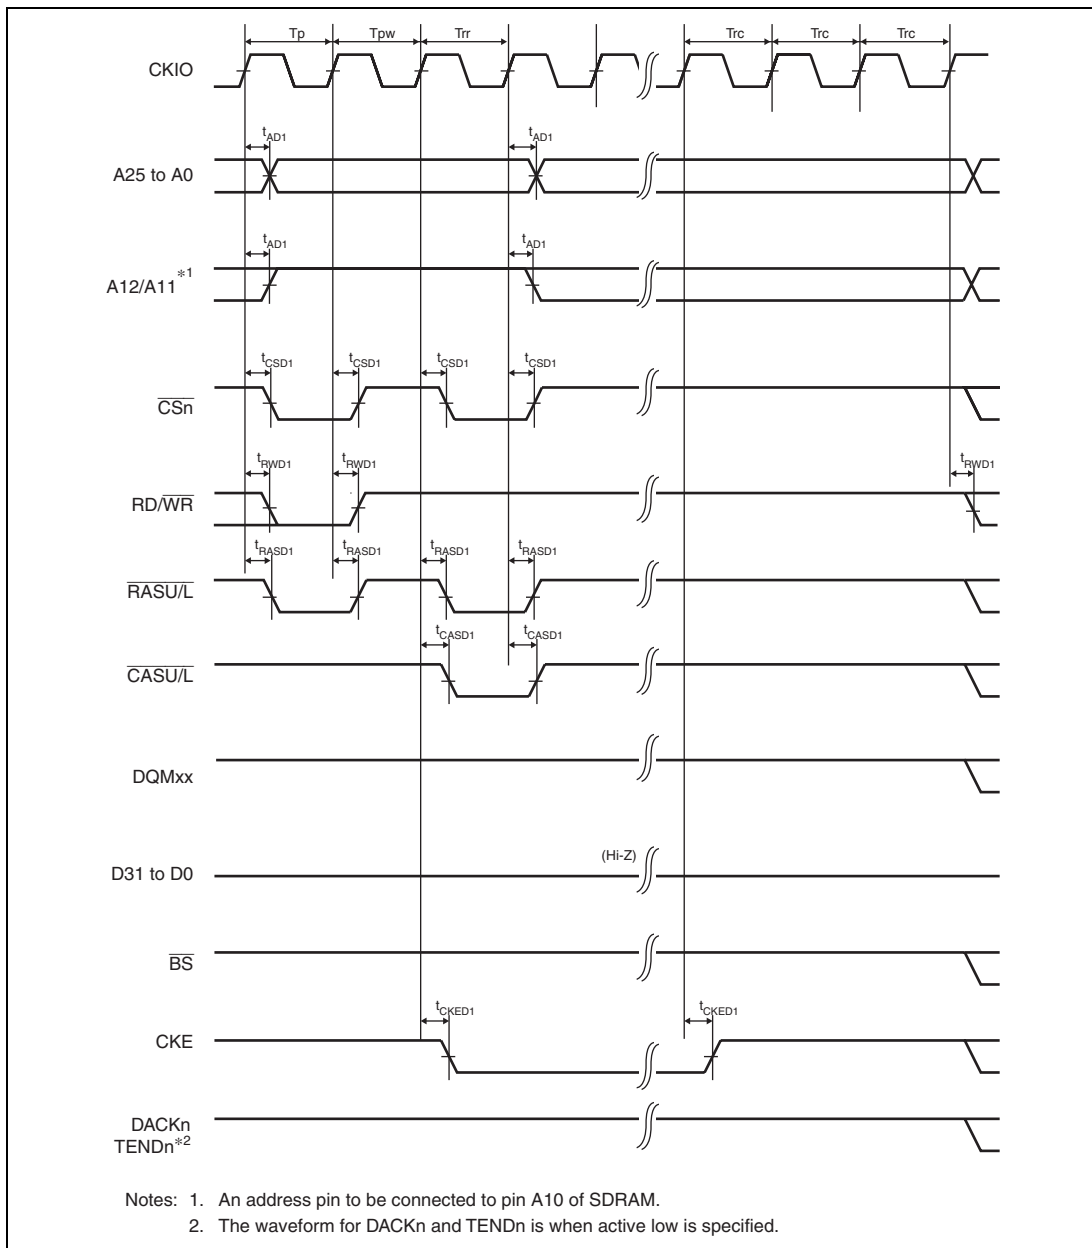 Tp Tpw Trr Trc Trc Trc
CKIO
tAD1 tAD1
A25 to A0
tAD1 tAD1
A12/A11*1
tCSD1 tCSD1 tCSD1 tCSD1
CSn
tRWD1 tRWD1 tRWD1
RD/WR
tRASD1 tRASD1 tRASD1 tRASD1
RASU/L
tCASD1 tCASD1
CASU/L
DQMxx
(Hi-Z)
D31 to D0
BS
tCKED1 tCKED1
CKE
DACKn
TENDn*2
Notes: 1. An address pin to be connected to pin A10 of SDRAM.
2. The waveform for DACKn and TENDn is when active low is specified.